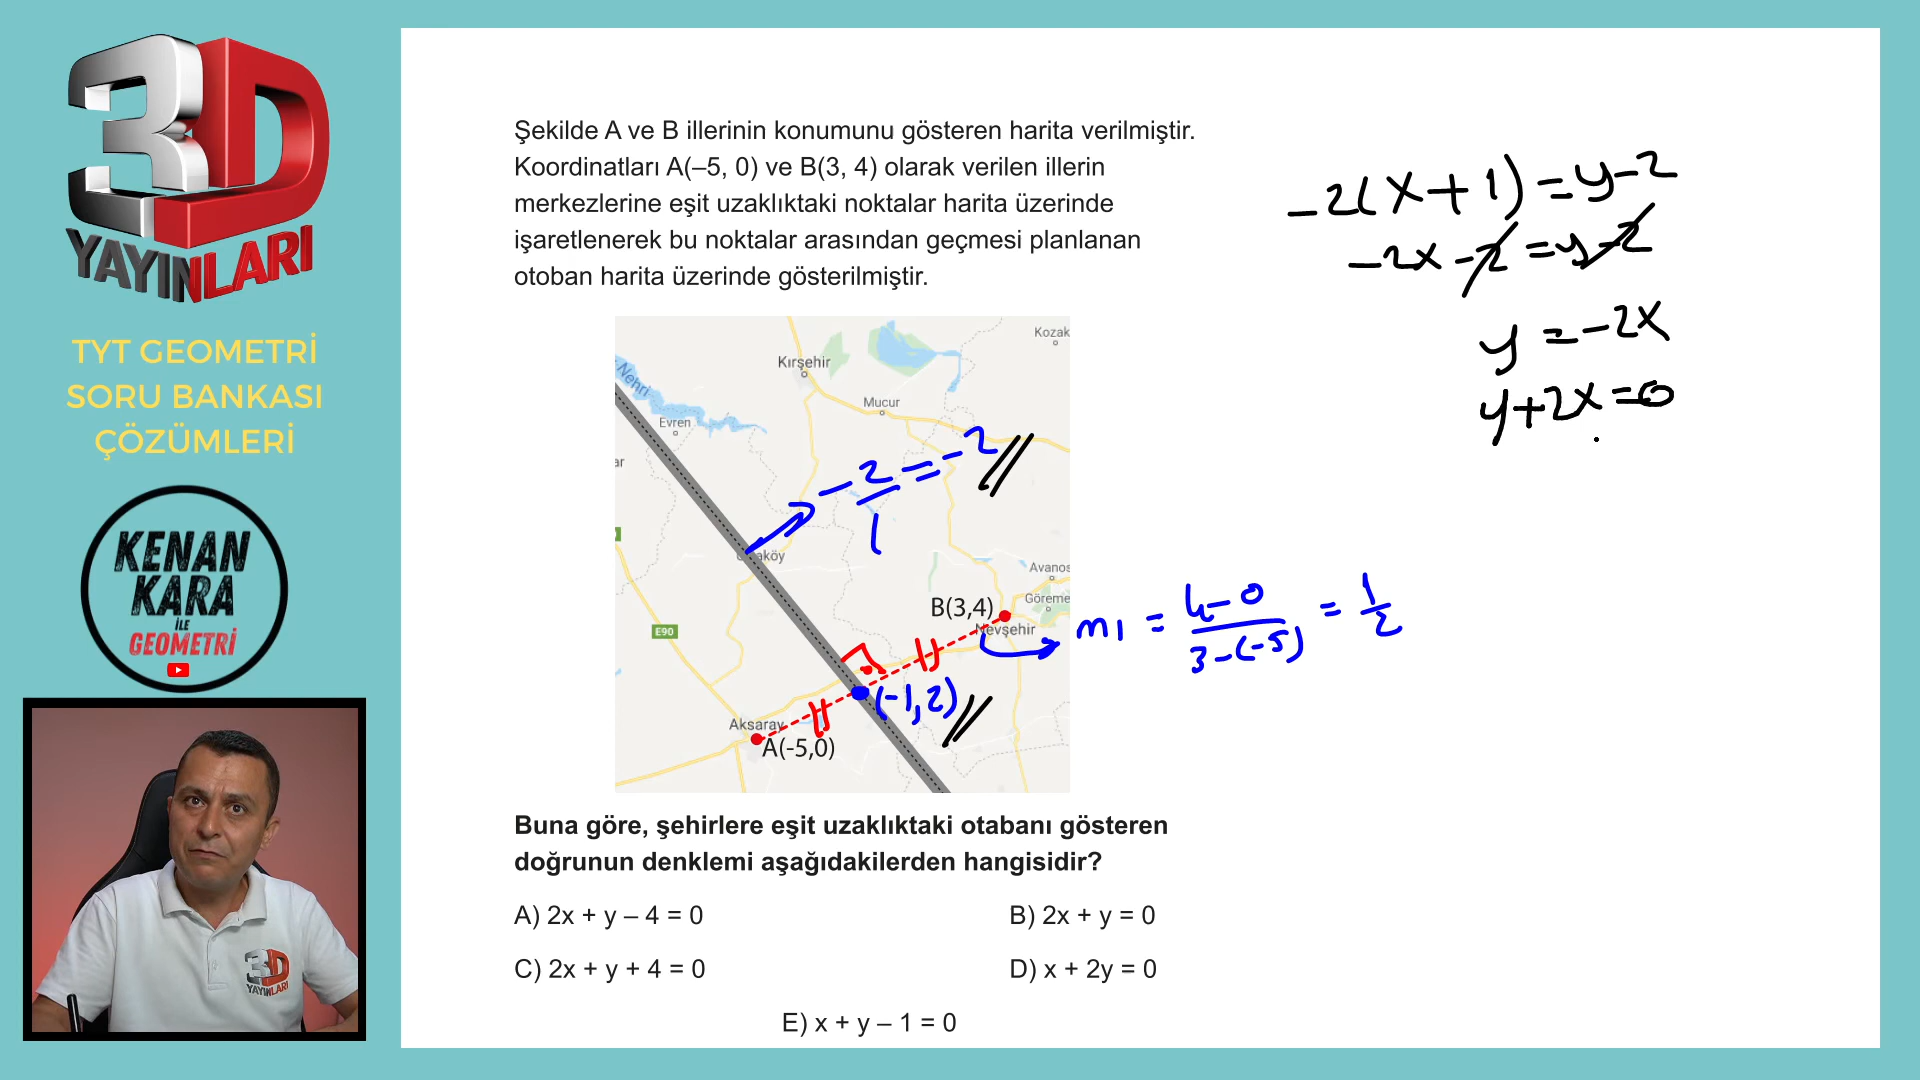 3D
YAYINLARI
TYT GEOMETRİ
SORU BANKASI
ÇÖZÜMLERİ
KENAN
KARA
İLE
GEOMETRİ
3D
YAYINLARI
Şekilde A ve B illerinin konumunu gösteren harita verilmiştir.
Koordinatları A(–5, 0) ve B(3, 4) olarak verilen illerin
merkezlerine eşit uzaklıktaki noktalar harita üzerinde
işaretlenerek bu noktalar arasından geçmesi planlanan
otoban harita üzerinde gösterilmiştir.
Kozak
Kırşehir
Nehri
Mucur
Evren
ar
-2/1 = -2
aköy
Avanos
Göreme
B(3,4)
Nevşehir
E90
(-1,2)
Aksaray
A(-5,0)
m1 = 4-0/3-(-5) = 1/2
-2(x+1)=y-2
-2x-2=y-2
y=-2x
y+2x=0
Buna göre, şehirlere eşit uzaklıktaki otabanı gösteren
doğrunun denklemi aşağıdakilerden hangisidir?
A) 2x + y – 4 = 0
B) 2x + y = 0
C) 2x + y + 4 = 0
D) x + 2y = 0
E) x + y – 1 = 0